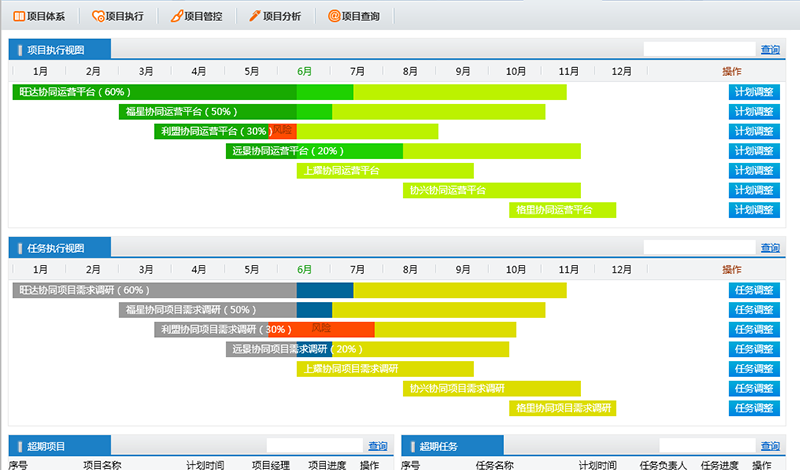 项目体系 项目执行 项目管控 项目分析 项目查询
项目执行视图 查询
1月 2月 3月 4月 5月 6月 7月 8月 9月 10月 11月 12月 操作
旺达协同运营平台（60%） 计划调整
福星协同运营平台（50%） 计划调整
利盟协同运营平台（30%） 风险 计划调整
远景协同运营平台（20%） 计划调整
上曜协同运营平台 计划调整
协兴协同运营平台 计划调整
格里协同运营平台 计划调整
任务执行视图 查询
1月 2月 3月 4月 5月 6月 7月 8月 9月 10月 11月 12月 操作
旺达协同项目需求调研（60%） 任务调整
福星协同项目需求调研（50%） 任务调整
利盟协同项目需求调研（30%） 风险 任务调整
远景协同项目需求调研（20%） 任务调整
上曜协同项目需求调研 任务调整
协兴协同项目需求调研 任务调整
格里协同项目需求调研 任务调整
超期项目 查询 超期任务 查询
序号 项目名称 计划时间 项目经理 项目进度 操作 序号 任务名称 计划时间 任务负责人 任务进度 操作